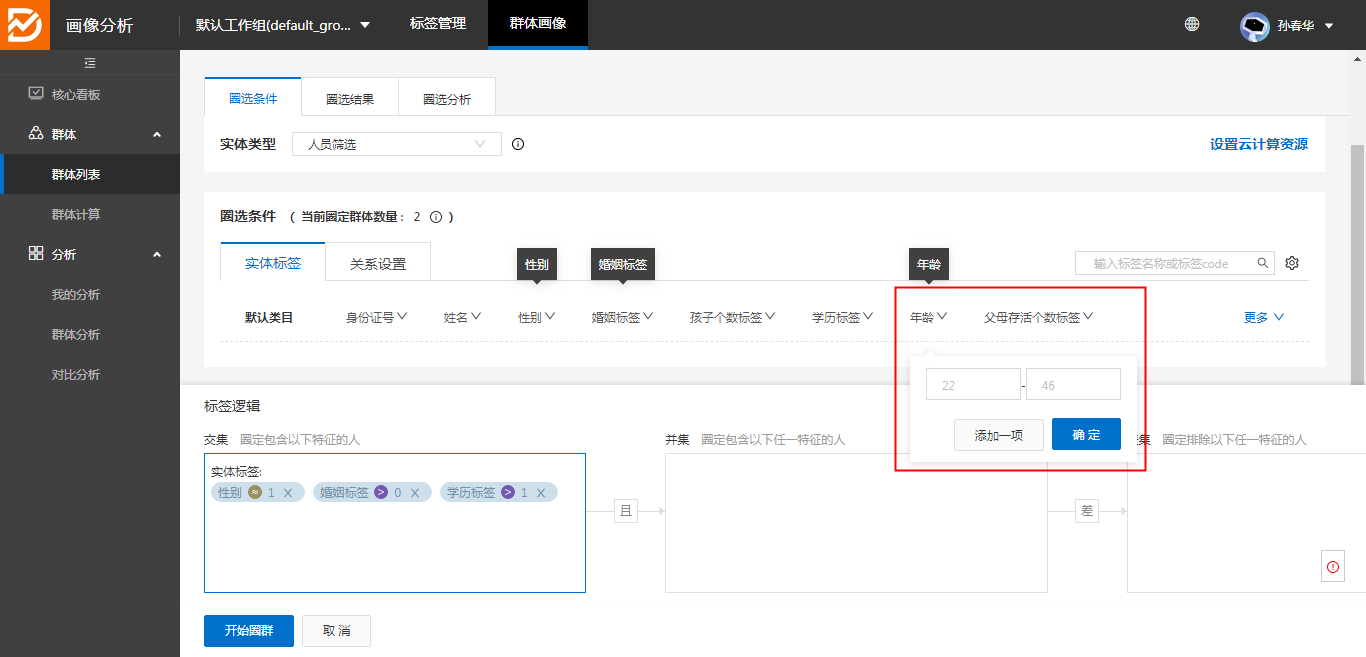 画像分析
默认工作组(default_gro...
标签管理
群体画像
孙春华
核心看板
群体
群体列表
群体计算
分析
我的分析
群体分析
对比分析
圈选条件
圈选结果
圈选分析
实体类型
人员筛选
设置云计算资源
圈选条件 ( 当前圈定群体数量: 2 )
实体标签
关系设置
性别
婚姻标签
年龄
输入标签名称或标签code
默认类目
身份证号
姓名
性别
婚姻标签
孩子个数标签
学历标签
年龄
父母存活个数标签
更多
22
-
46
添加一项
确 定
标签逻辑
交集 圈定包含以下特征的人
并集 圈定包含以下任一特征的人
集 圈定排除以下任一特征的人
实体标签:
性别 ≈ 1 X
婚姻标签 > 0 X
学历标签 > 1 X
且
差
开始圈群
取 消